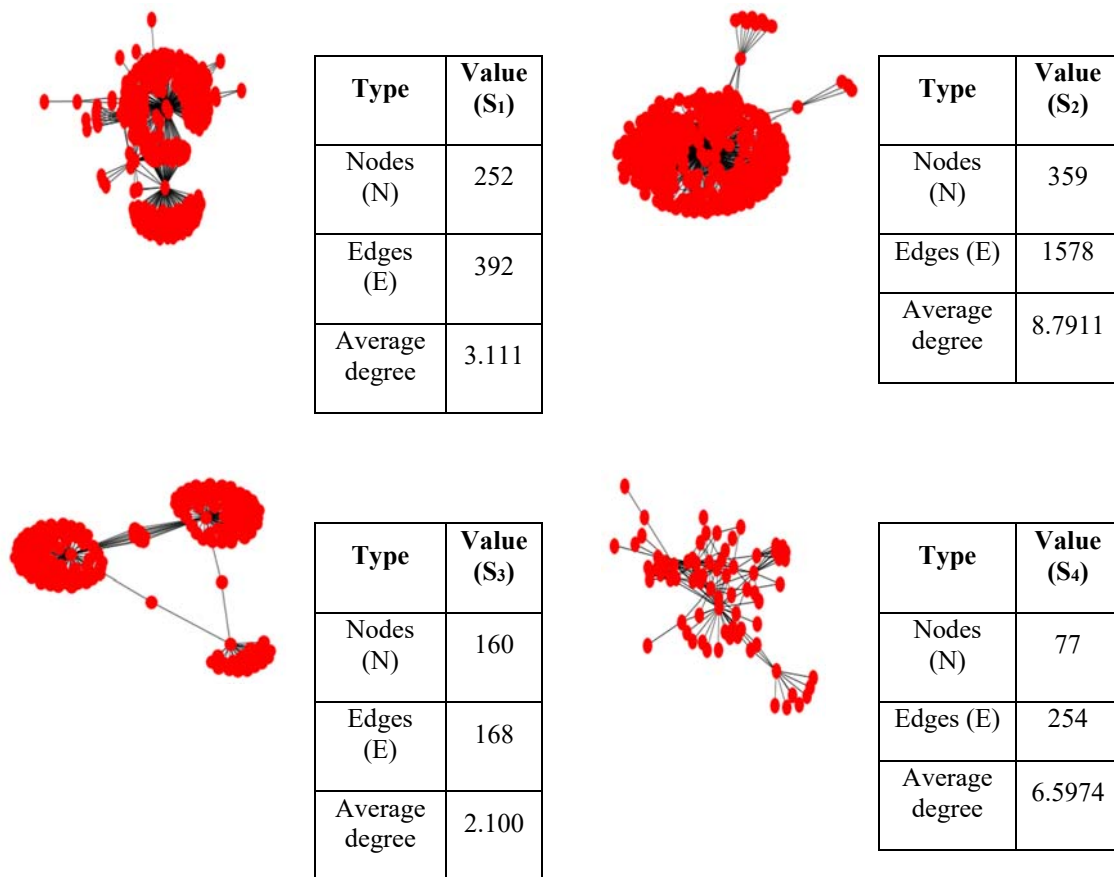 Type
Value
(S₁)
Nodes
(N)
252
Edges
(E)
392
Average
degree
3.111
Type
Value
(S₂)
Nodes
(N)
359
Edges (E)
1578
Average
degree
8.7911
Type
Value
(S₃)
Nodes
(N)
160
Edges
(E)
168
Average
degree
2.100
Type
Value
(S₄)
Nodes
(N)
77
Edges (E)
254
Average
degree
6.5974